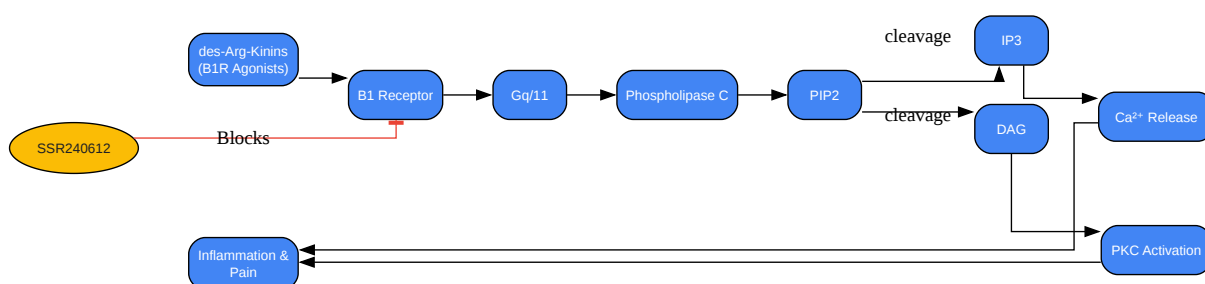 des-Arg-Kinins
(B1R Agonists)
B1 Receptor
Gq/11
Phospholipase C
PIP2
cleavage
IP3
cleavage
DAG
Ca²⁺ Release
SSR240612
Blocks
Inflammation &
Pain
PKC Activation